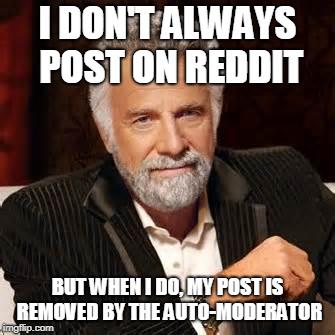 I DON'T ALWAYS
POST ON REDDIT
BUT WHEN I DO, MY POST IS
REMOVED BY THE AUTO-MODERATOR
imgflip.com